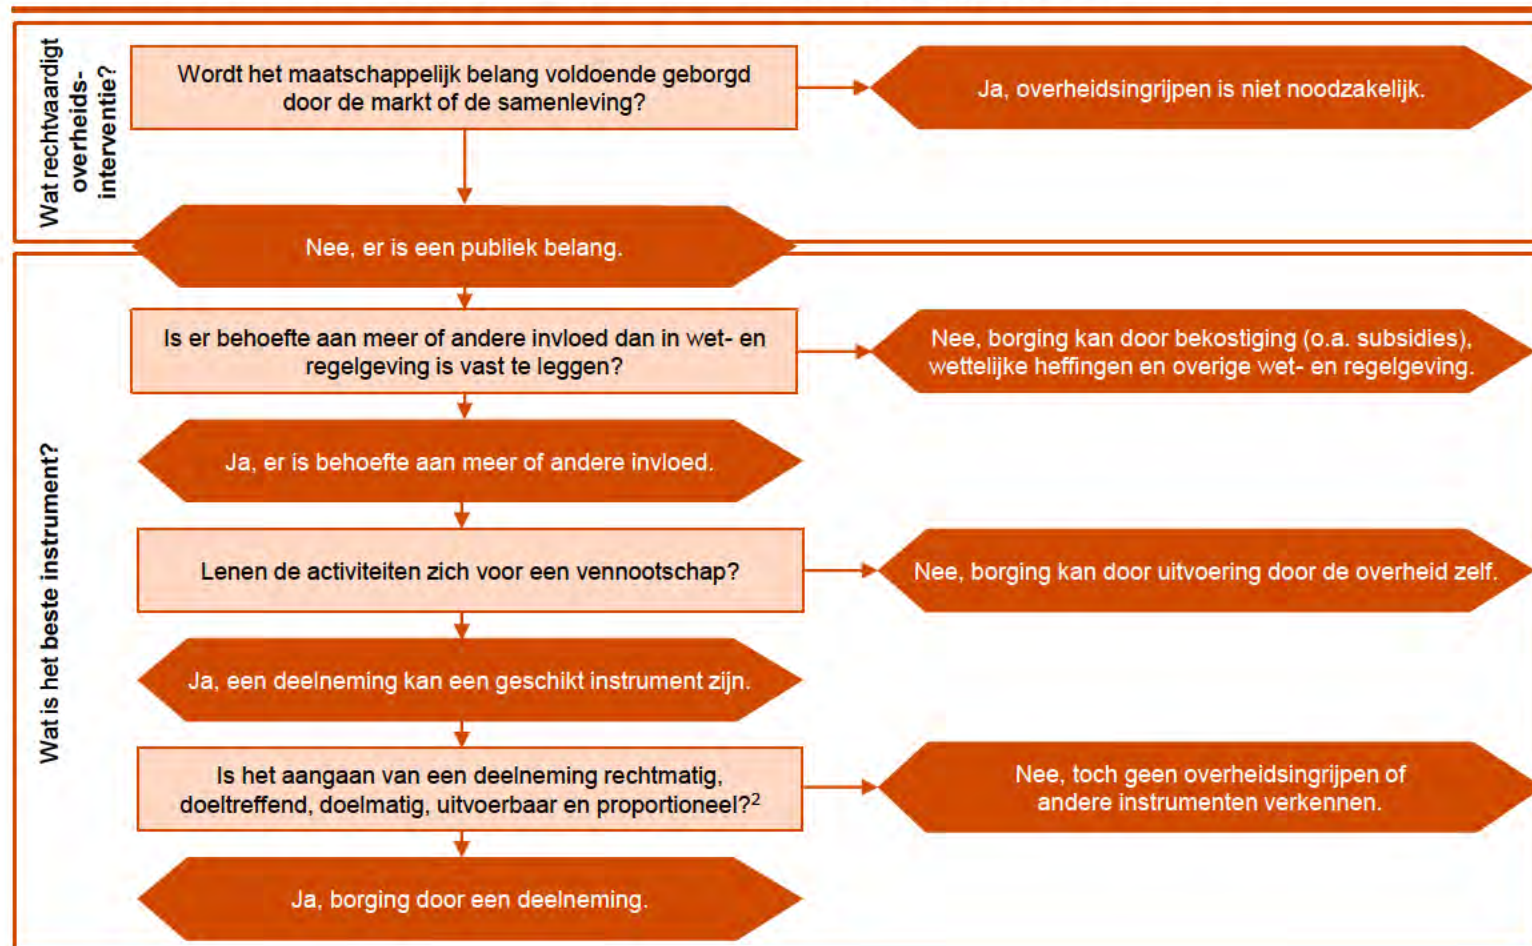 Wat rechtvaardigt
overheids-
interventie?
Wordt het maatschappelijk belang voldoende geborgd
door de markt of de samenleving?
Ja, overheidsingrijpen is niet noodzakelijk.
Nee, er is een publiek belang.
Wat is het beste instrument?
Is er behoefte aan meer of andere invloed dan in wet- en
regelgeving is vast te leggen?
Nee, borging kan door bekostiging (o.a. subsidies),
wettelijke heffingen en overige wet- en regelgeving.
Ja, er is behoefte aan meer of andere invloed.
Lenen de activiteiten zich voor een vennootschap?
Nee, borging kan door uitvoering door de overheid zelf.
Ja, een deelneming kan een geschikt instrument zijn.
Is het aangaan van een deelneming rechtmatig,
doeltreffend, doelmatig, uitvoerbaar en proportioneel?²
Nee, toch geen overheidsingrijpen of
andere instrumenten verkennen.
Ja, borging door een deelneming.